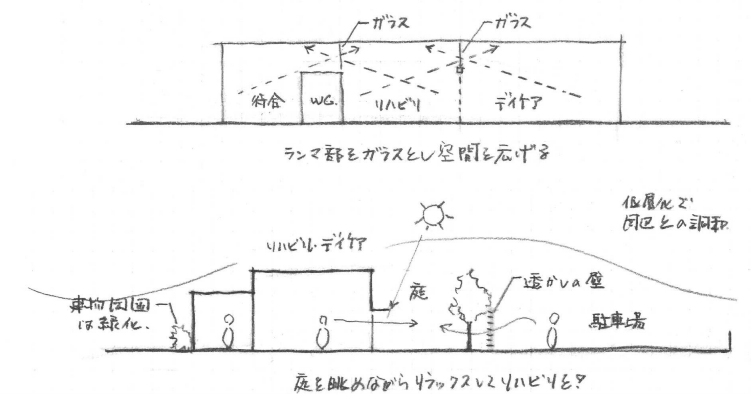 ガラス
ガラス
待合
WC.
リハビリ
デイケア
ランマ部をガラスとし空間を広げる
低層化で
周辺との調和.
リハビリ・デイケア
庭
透かしの壁
建物周囲
は緑化.
駐車場
庭を眺めながらリラックスしてリハビリを!